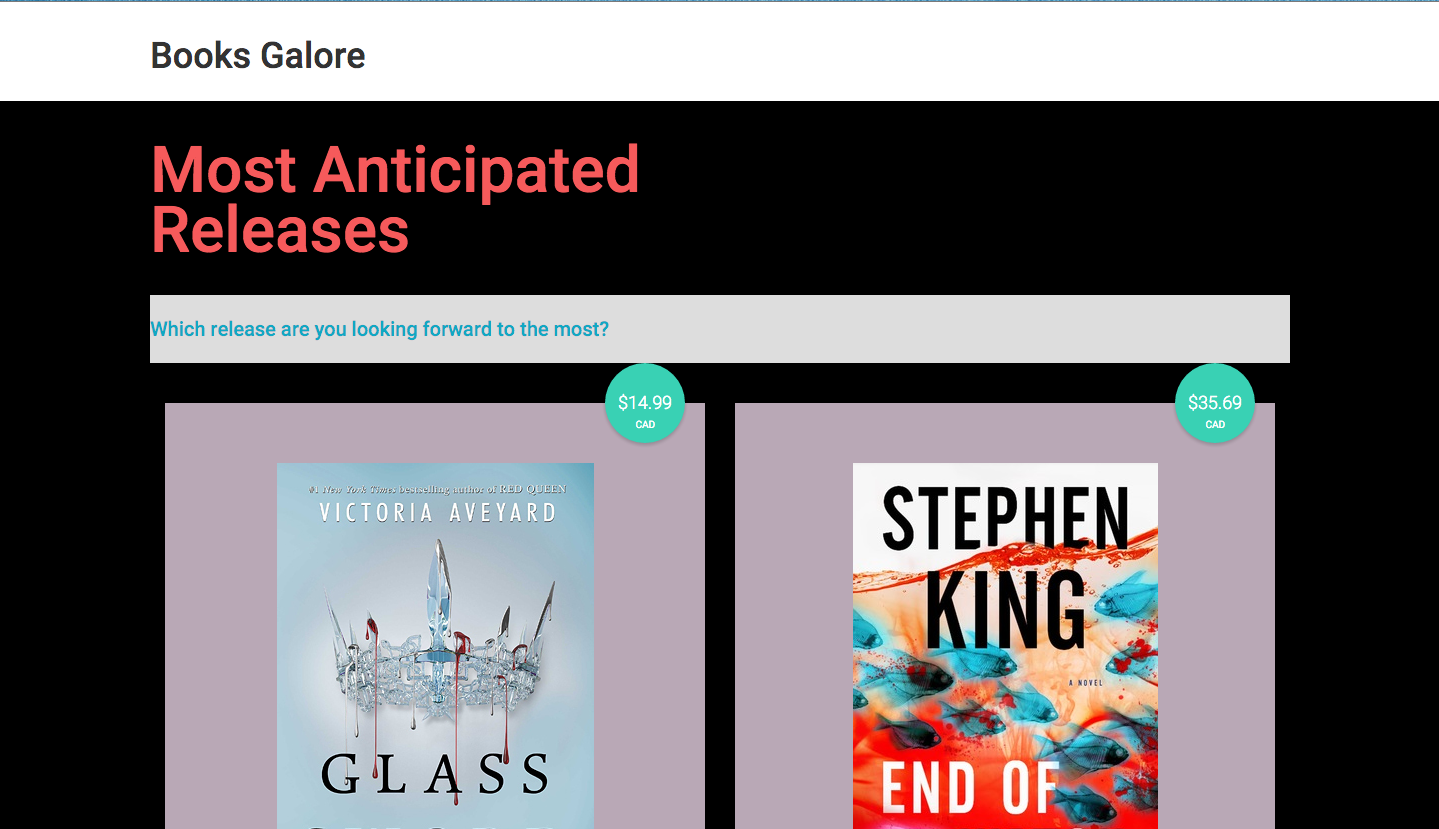 Books Galore
Most Anticipated
Releases
Which release are you looking forward to the most?
$14.99
CAD
$35.69
CAD
#1 New York Times bestselling author of RED QUEEN
VICTORIA AVEYARD
GLASS
STEPHEN
KING
A NOVEL
END OF